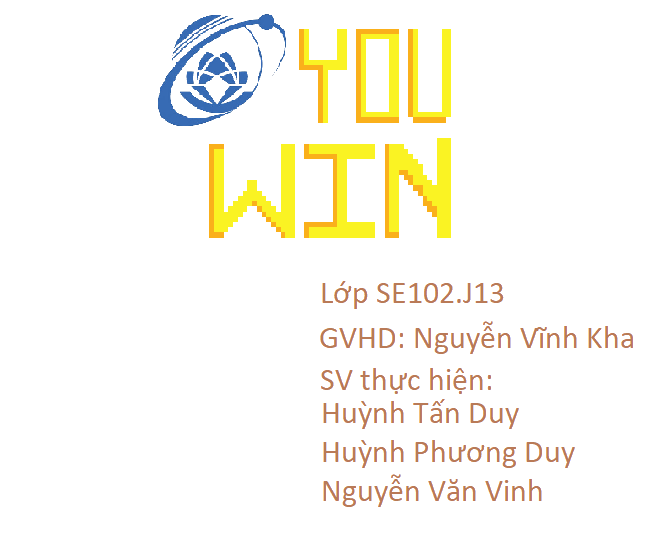 YOU
WIN
Lớp SE102.J13
GVHD: Nguyễn Vĩnh Kha
SV thực hiện:
Huỳnh Tấn Duy
Huỳnh Phương Duy
Nguyễn Văn Vinh